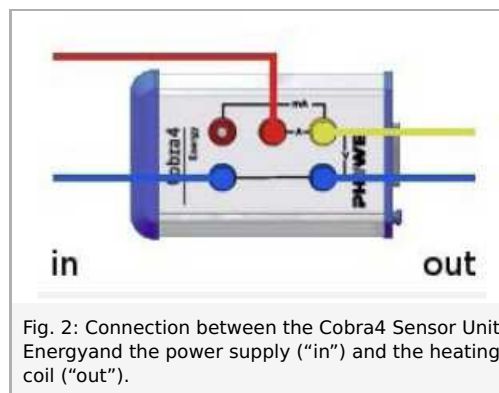 mA
A
V
Cobra4
Energy
PHYWE
in
out
Fig. 2: Connection between the Cobra4 Sensor Unit
Energyand the power supply (“in”) and the heating
coil (“out”).